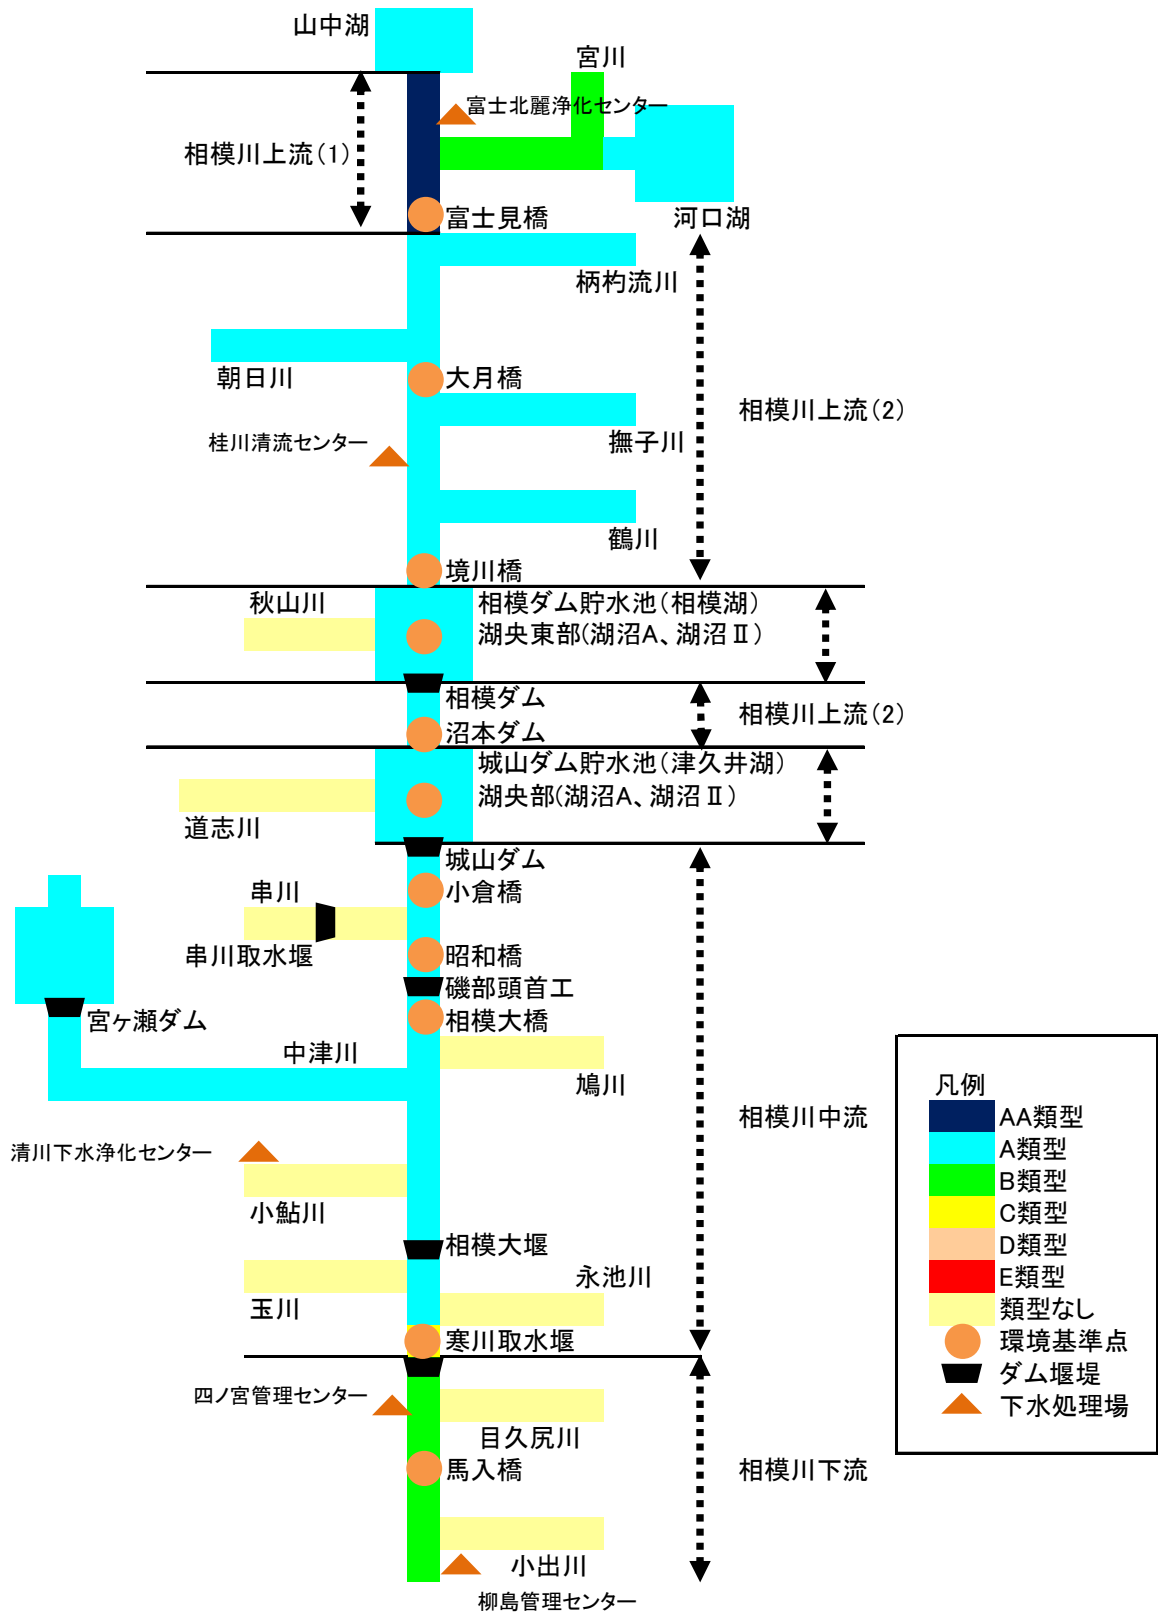 山中湖
宮川
富士北麓浄化センター
相模川上流(1)
富士見橋
河口湖
柄杓流川
朝日川
大月橋
相模川上流(2)
撫子川
桂川清流センター
鶴川
境川橋
秋山川
相模ダム貯水池(相模湖)
湖央東部(湖沼A、湖沼Ⅱ)
相模ダム
相模川上流(2)
沼本ダム
城山ダム貯水池(津久井湖)
湖央部(湖沼A、湖沼Ⅱ)
道志川
城山ダム
串川
小倉橋
串川取水堰
昭和橋
磯部頭首工
宮ヶ瀬ダム
相模大橋
中津川
鳩川
相模川中流
清川下水浄化センター
小鮎川
相模大堰
永池川
玉川
寒川取水堰
四ノ宮管理センター
目久尻川
馬入橋
相模川下流
小出川
柳島管理センター
凡例
AA類型
A類型
B類型
C類型
D類型
E類型
類型なし
環境基準点
ダム堰堤
下水処理場